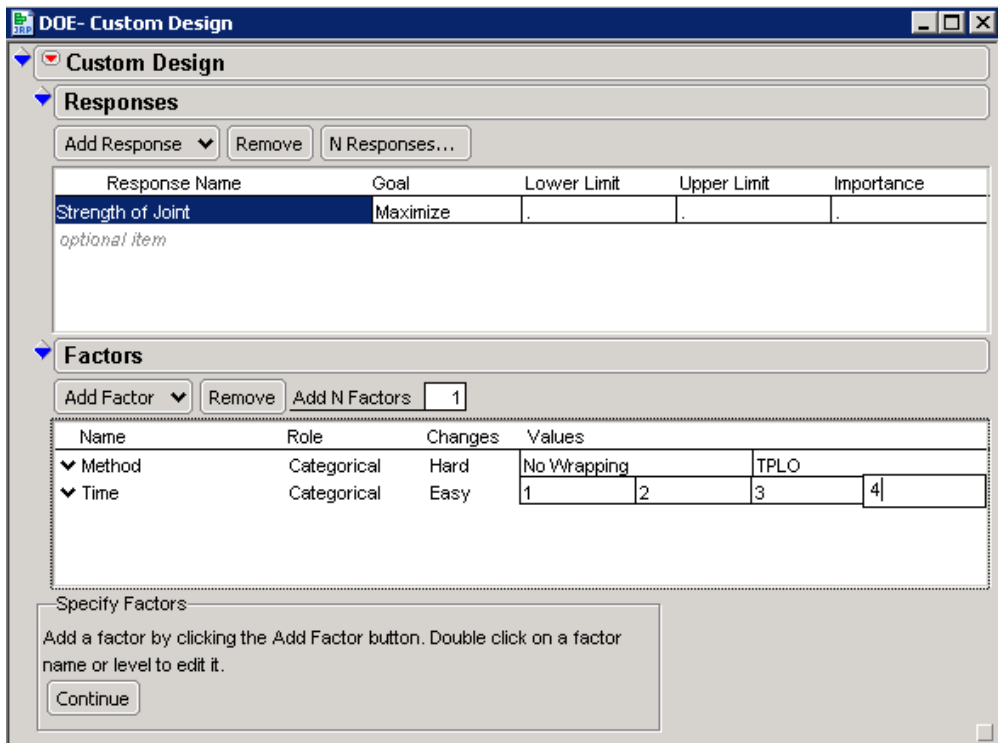 JRP DOE- Custom Design
Custom Design
Responses
Add Response Remove N Responses...
Response Name Goal Lower Limit Upper Limit Importance
Strength of Joint Maximize . . .
optional item
Factors
Add Factor Remove Add N Factors 1
Name Role Changes Values
Method Categorical Hard No Wrapping TPLO
Time Categorical Easy 1 2 3 4
Specify Factors
Add a factor by clicking the Add Factor button. Double click on a factor
name or level to edit it.
Continue